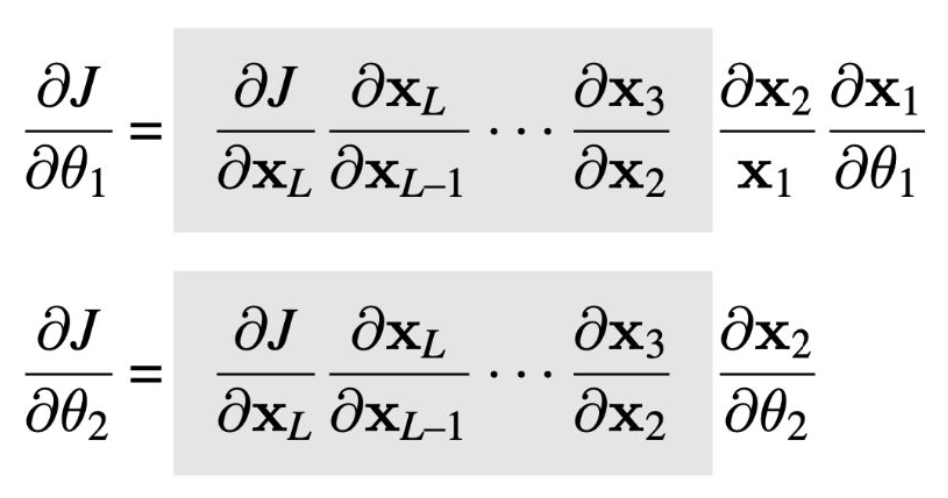 ∂J/∂θ₁ = ∂J/∂𝐱_L ∂𝐱_L/∂𝐱_{L–1} ··· ∂𝐱₃/∂𝐱₂ ∂𝐱₂/𝐱₁ ∂𝐱₁/∂θ₁
∂J/∂θ₂ = ∂J/∂𝐱_L ∂𝐱_L/∂𝐱_{L–1} ··· ∂𝐱₃/∂𝐱₂ ∂𝐱₂/∂θ₂